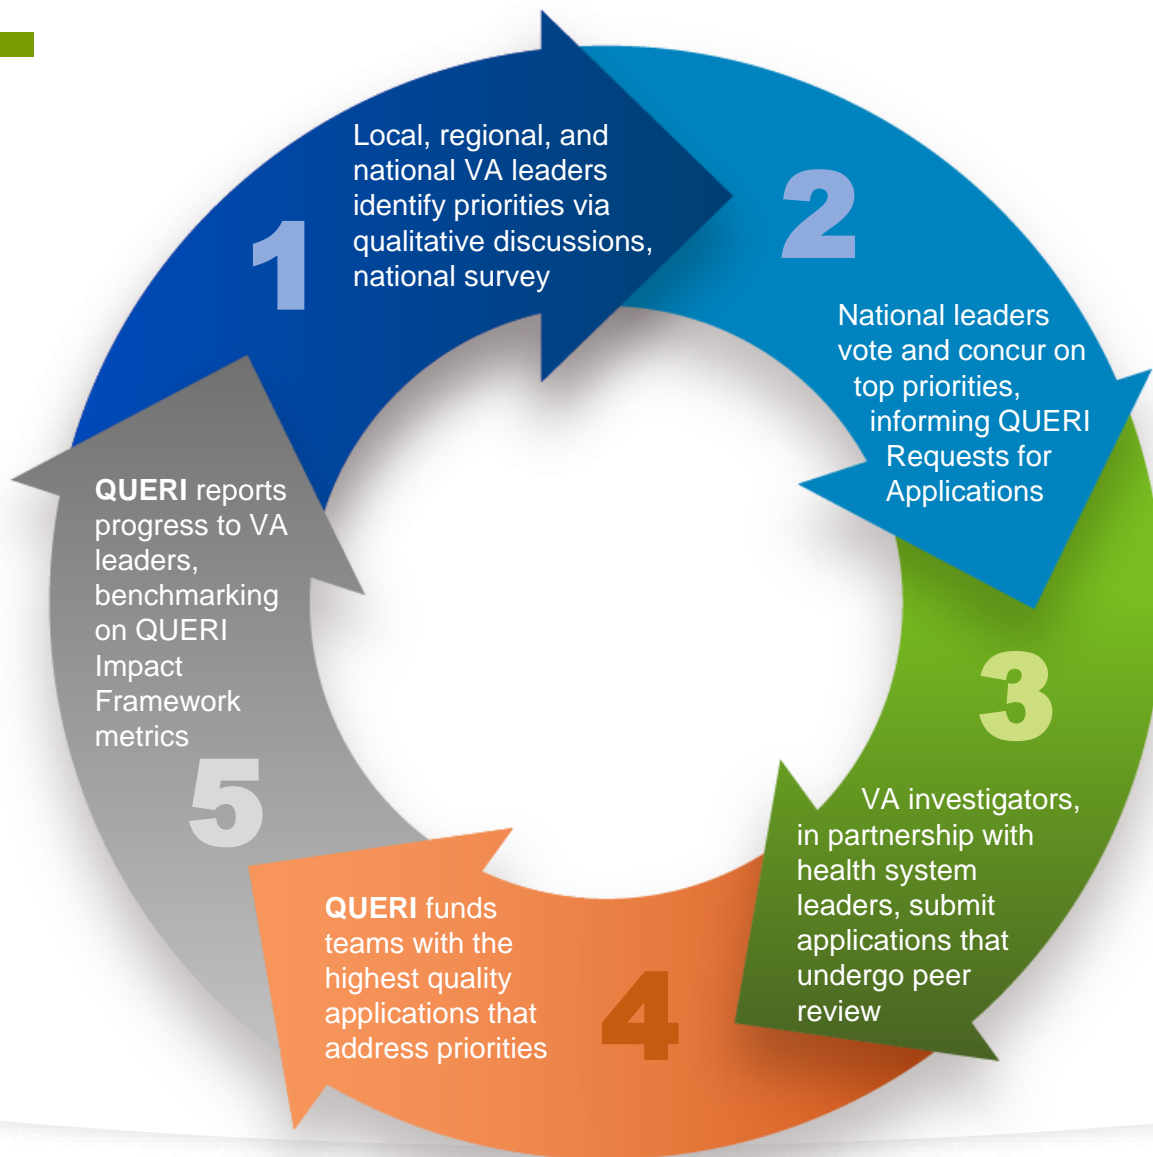 1
Local, regional, and
national VA leaders
identify priorities via
qualitative discussions,
national survey
2
National leaders
vote and concur on
top priorities,
informing QUERI
Requests for
Applications
3
VA investigators,
in partnership with
health system
leaders, submit
applications that
undergo peer
review
4
QUERI funds
teams with the
highest quality
applications that
address priorities
5
QUERI reports
progress to VA
leaders,
benchmarking
on QUERI
Impact
Framework
metrics